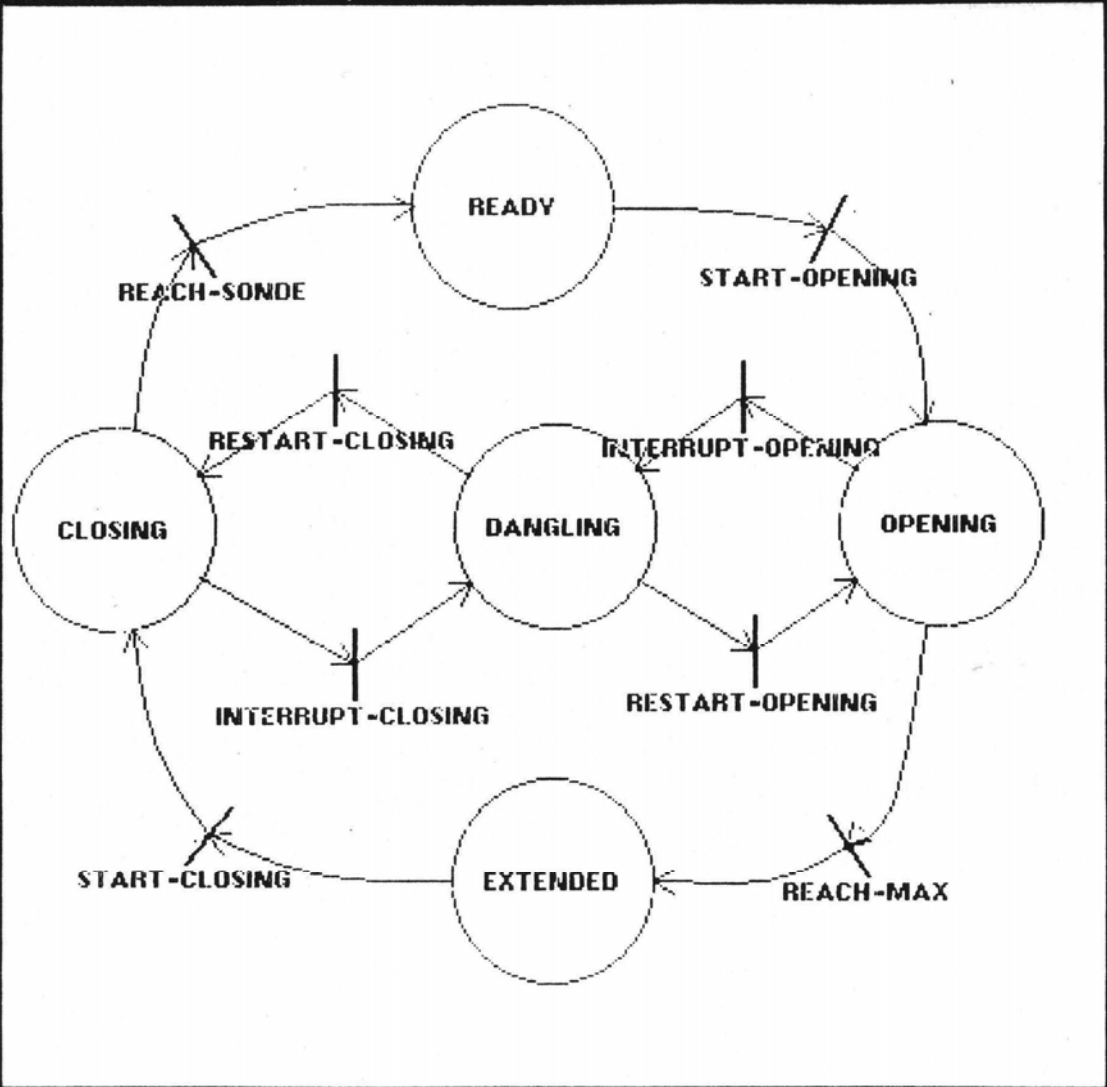 READY
REACH-SONDE
START-OPENING
RESTART-CLOSING
INTERRUPT-OPENING
CLOSING
DANGLING
OPENING
INTERRUPT-CLOSING
RESTART-OPENING
START-CLOSING
EXTENDED
REACH-MAX